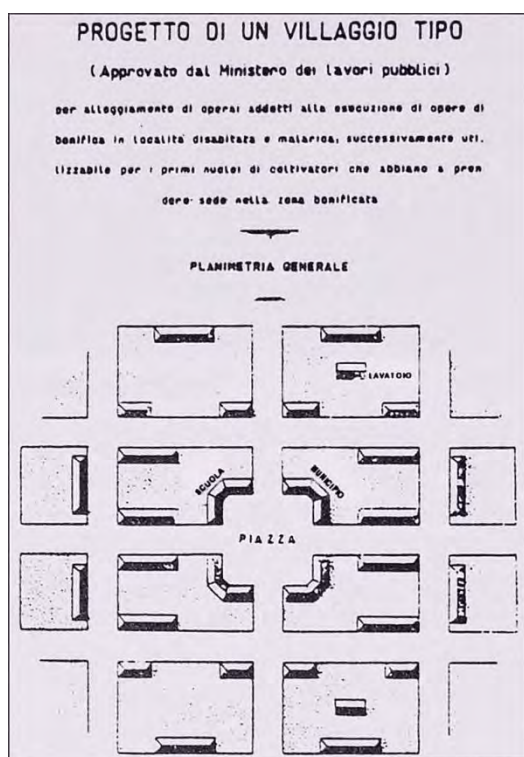 PROGETTO DI UN VILLAGGIO TIPO
(Approvato dal Ministero dei lavori pubblici)
per alloggiamento di operai addetti alla esecuzione di opere di
bonifica in località disabitata e malarica, successivamente uti.
lizzabile per i primi nuclei di coltivatori che abbiano a pren
dere sede nella zona bonificata
PLANIMETRIA GENERALE
LAVATOIO
SCUOLA
MUNICIPIO
PIAZZA